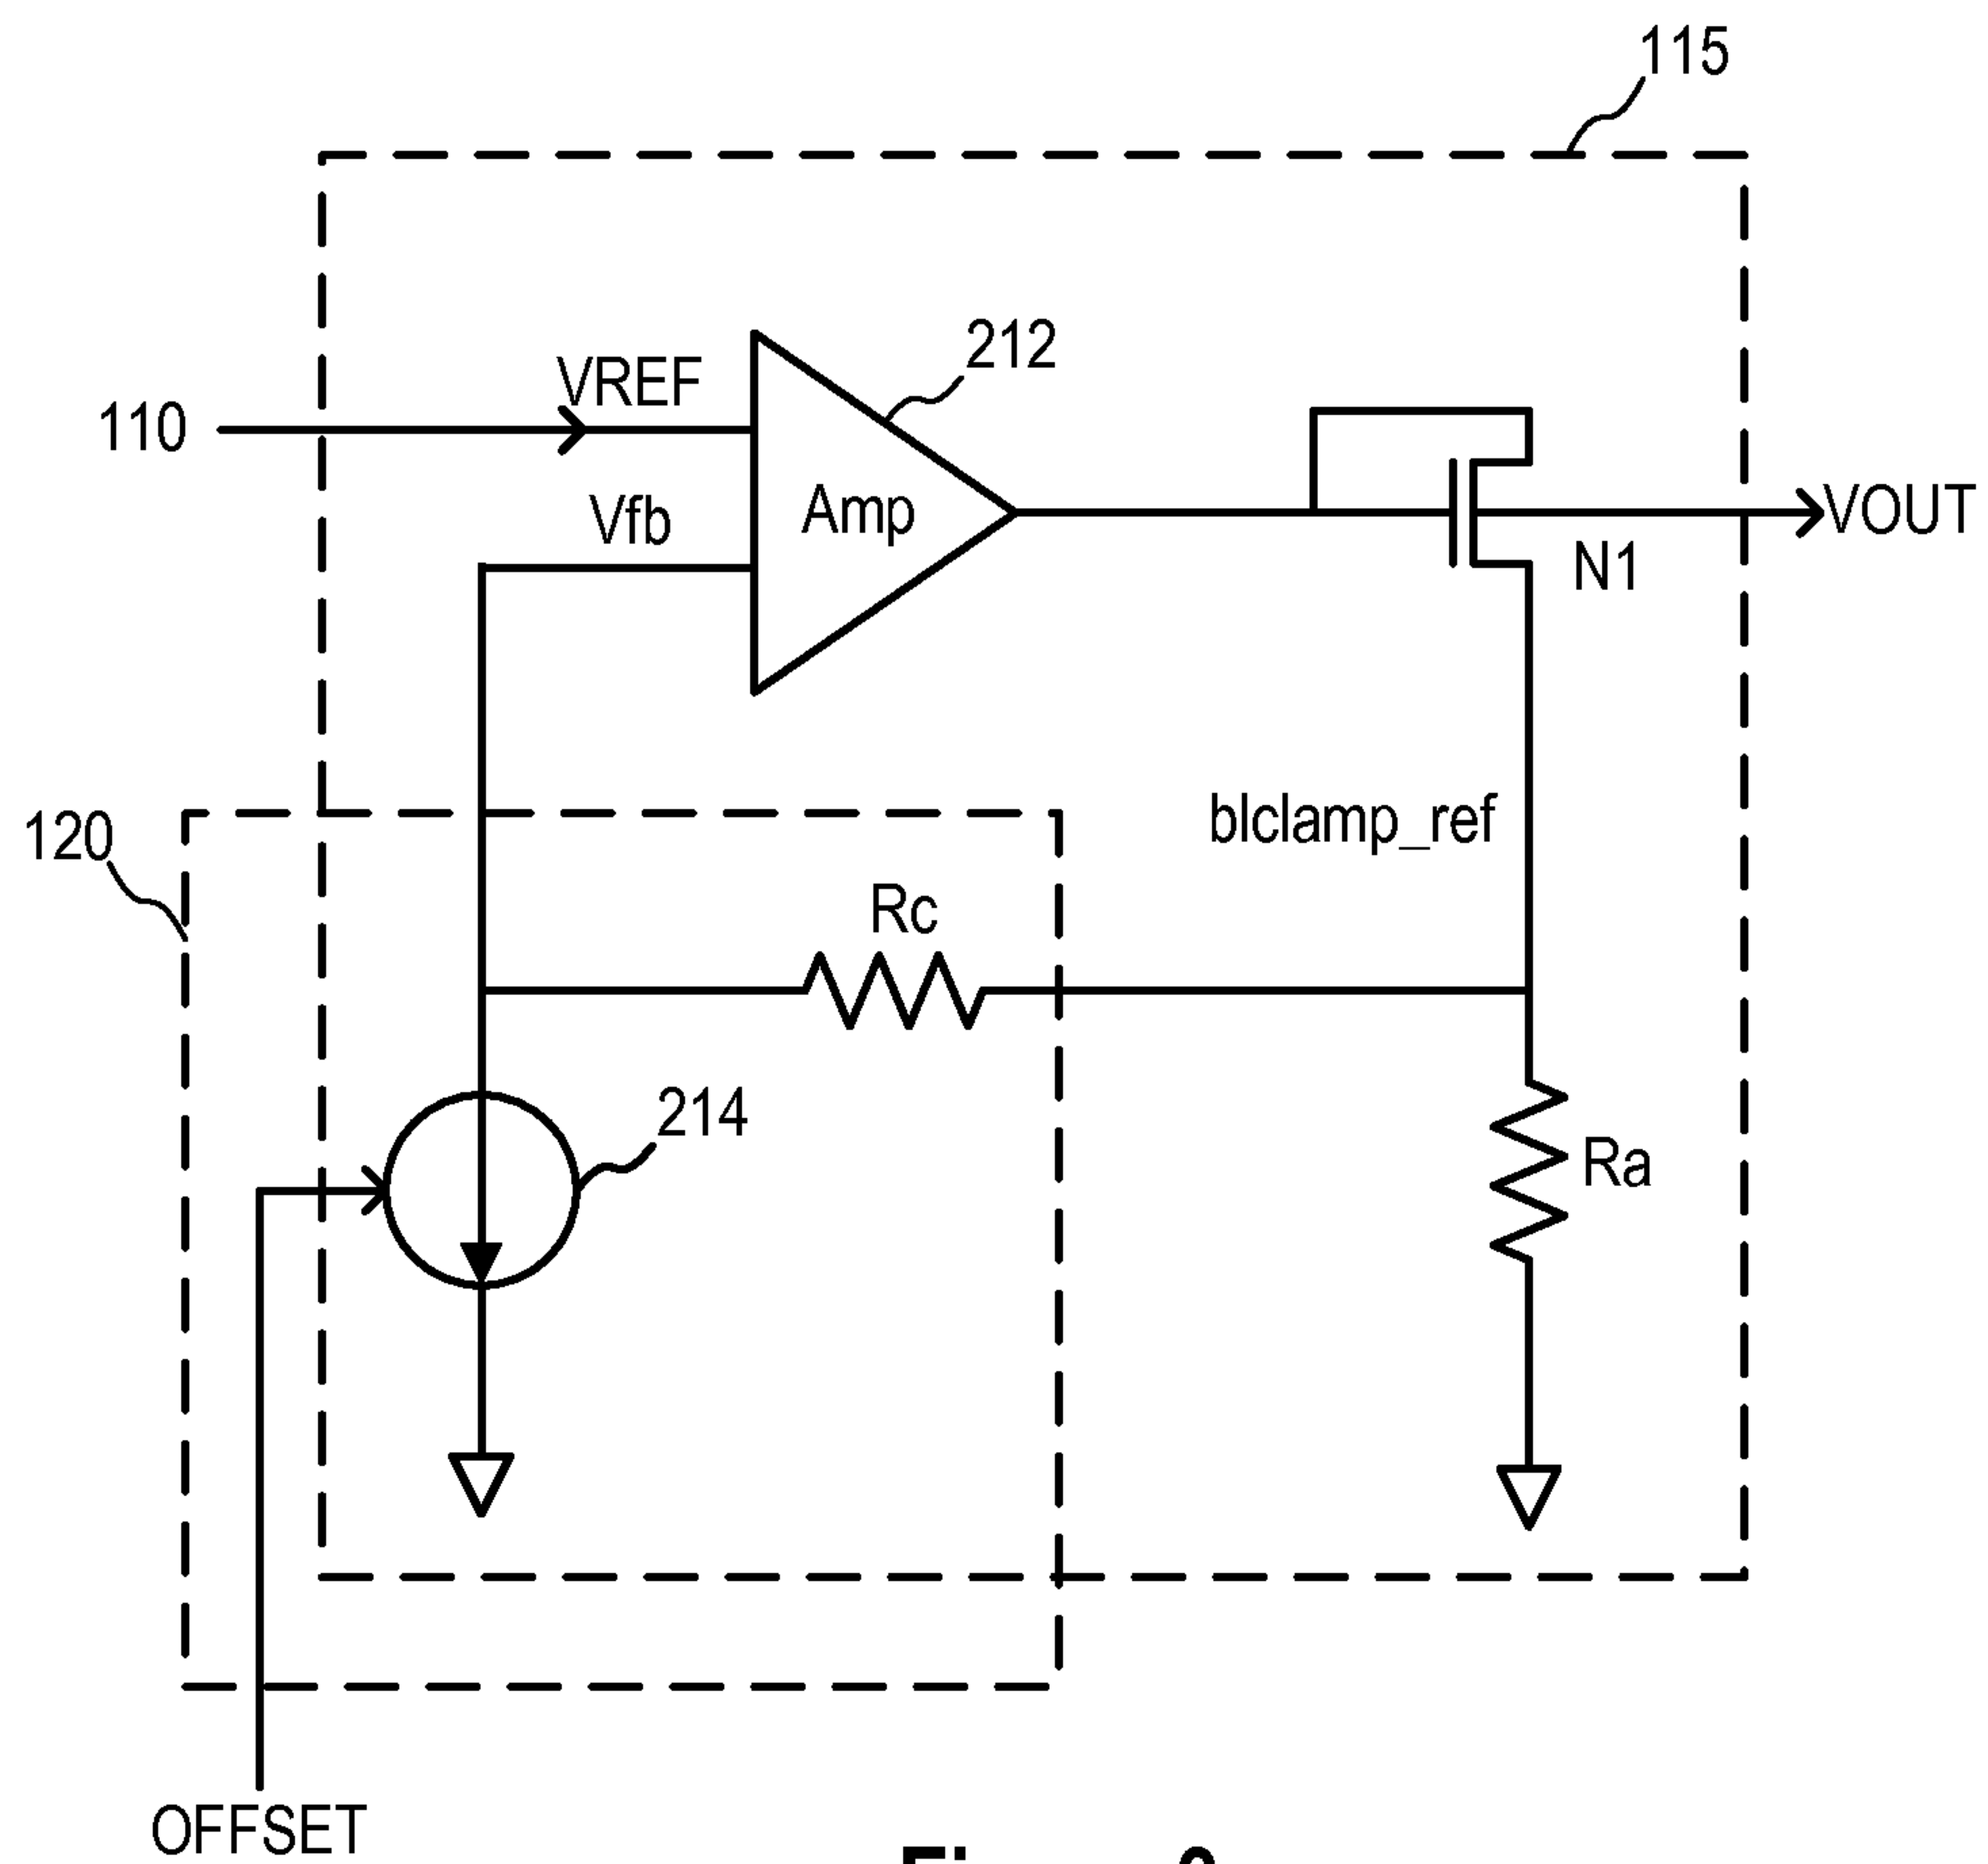 115
212
VREF
110
Vfb
Amp
VOUT
N1
120
blclamp_ref
Rc
214
Ra
OFFSET